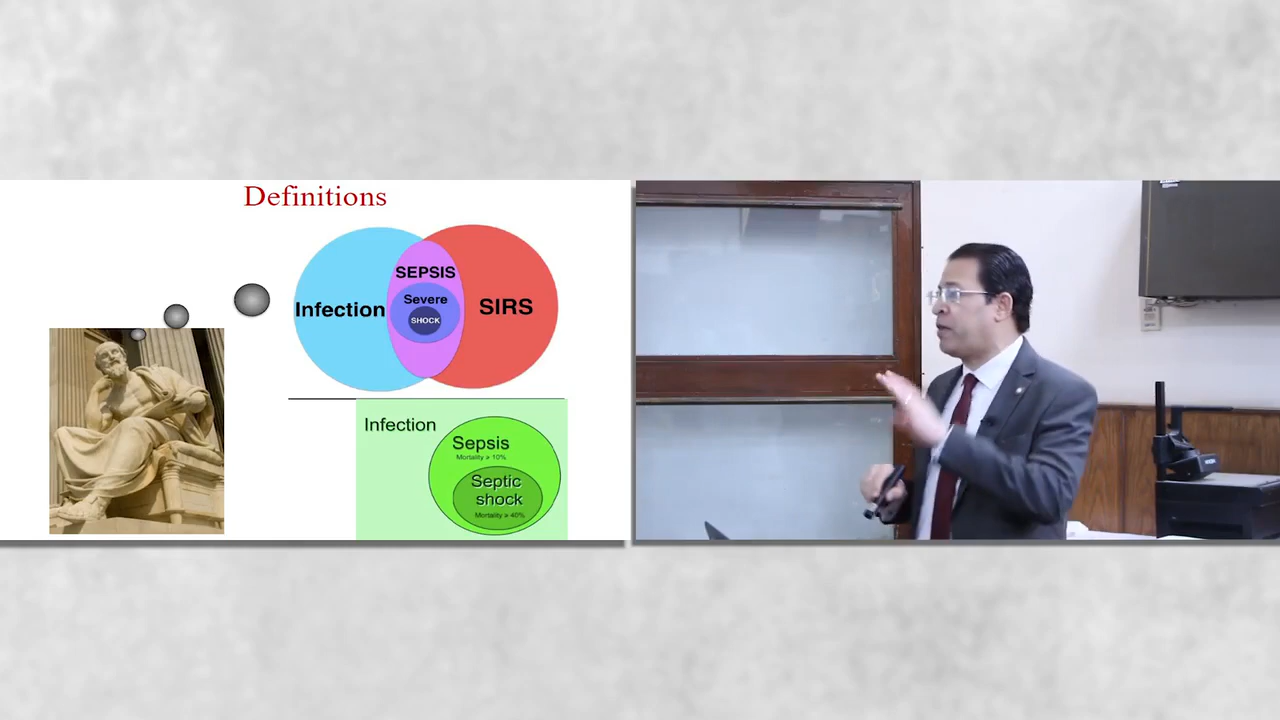 Definitions
SEPSIS
Severe
SHOCK
Infection
SIRS
Infection
Sepsis
Mortality ≥ 10%
Septic
shock
Mortality ≥ 40%